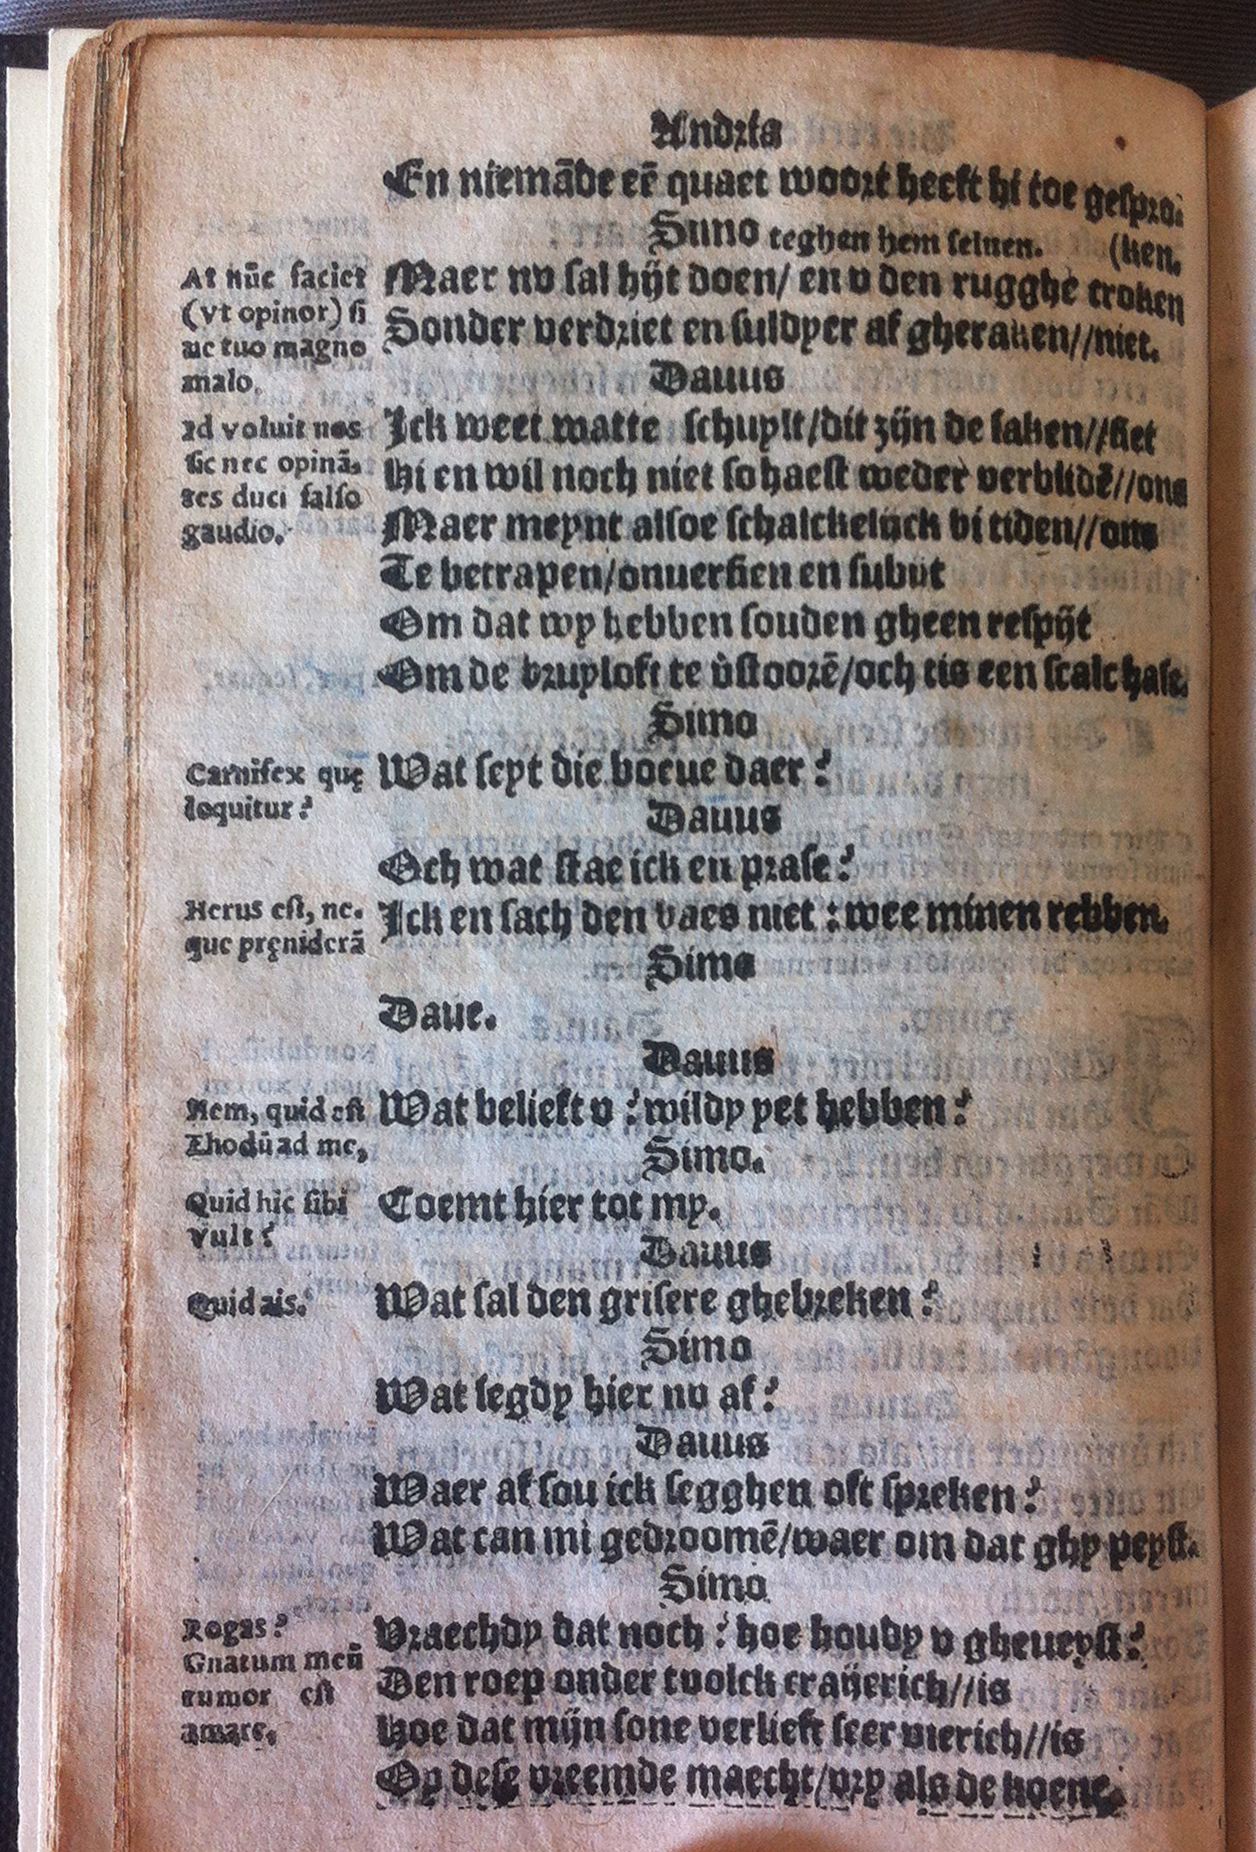 Andria
En niemāde eē quaet woort heeft hi toe gespro-
Simo teghen hem seluen. (ken.
At nūc faciet
(vt opinor) si
ne tuo magno
malo.
Maer nv sal hijt doen/ en v den rugghe croken
Sonder verdriet en suldyer af gheraken//niet.
Dauus
Id voluit nos
sic nec opinā-
tes duci falso
gaudio.
Ick weet watte schuylt/dit zijn de saken//siet
Hi en wil noch niet so haest weder verblidē//ons
Maer meynt alsoe schalckelijck bi tiden//ons
Te betrapen/onuersien en subijt
Om dat wy hebben souden gheen respijt
Om de bruyloft te v̄stoorē/och tis een scalc hase.
Simo
Carnifex quę
loquitur?
Wat seyt die boeue daer?
Dauus
Och wat stae ick en prase?
Herus est, ne-
que pręuiderā
Ick en sach den baes niet: wee minen rebben.
Simo
Daue.
Dauus
Hem, quid est
Ehodū ad me,
Wat belieft v? wildy yet hebben?
Simo.
Quid hic sibi
vult?
Coemt hier tot my.
Dauus
Quid ais?
Wat sal den grisere ghebreken?
Simo
Wat segdy hier nv af?
Dauus
Waer af sou ick segghen oft spreken?
Wat can mi gedroomē/waer om dat ghy peyst.
Simo
Rogas?
Gnatum meū
rumor est
amare.
Vraechdy dat noch? hoe houdy v gheueyst?
Den roep onder tvolck craijerich//is
Hoe dat mijn sone verlieft seer vierich//is
Op dese vreemde maecht/vry als de koene.